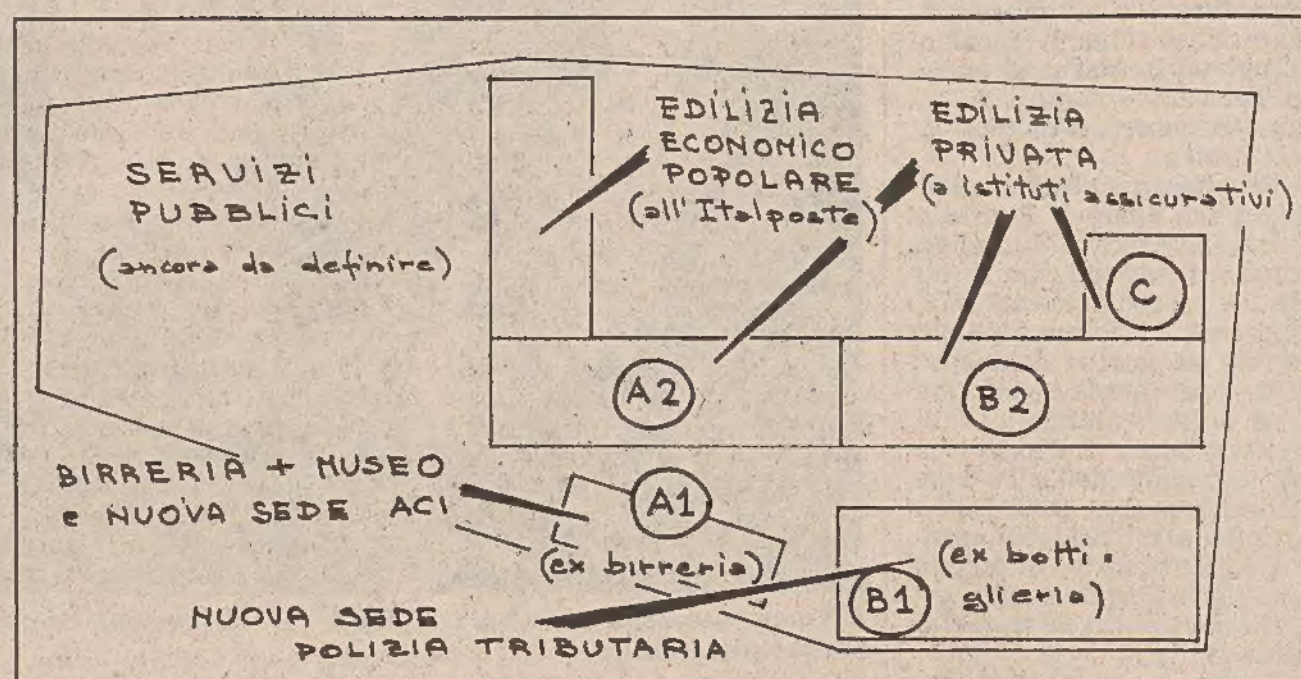 SERVIZI
PUBBLICI
(ancora da definire)
EDILIZIA
ECONOMICO
POPOLARE
(all'Italposte)
EDILIZIA
PRIVATA
(a istituti assicurativi)
C
A2
B2
BIRRERIA + MUSEO
e NUOVA SEDE ACI
A1
(ex birreria)
(ex botti-
glieria)
B1
NUOVA SEDE
POLIZIA TRIBUTARIA